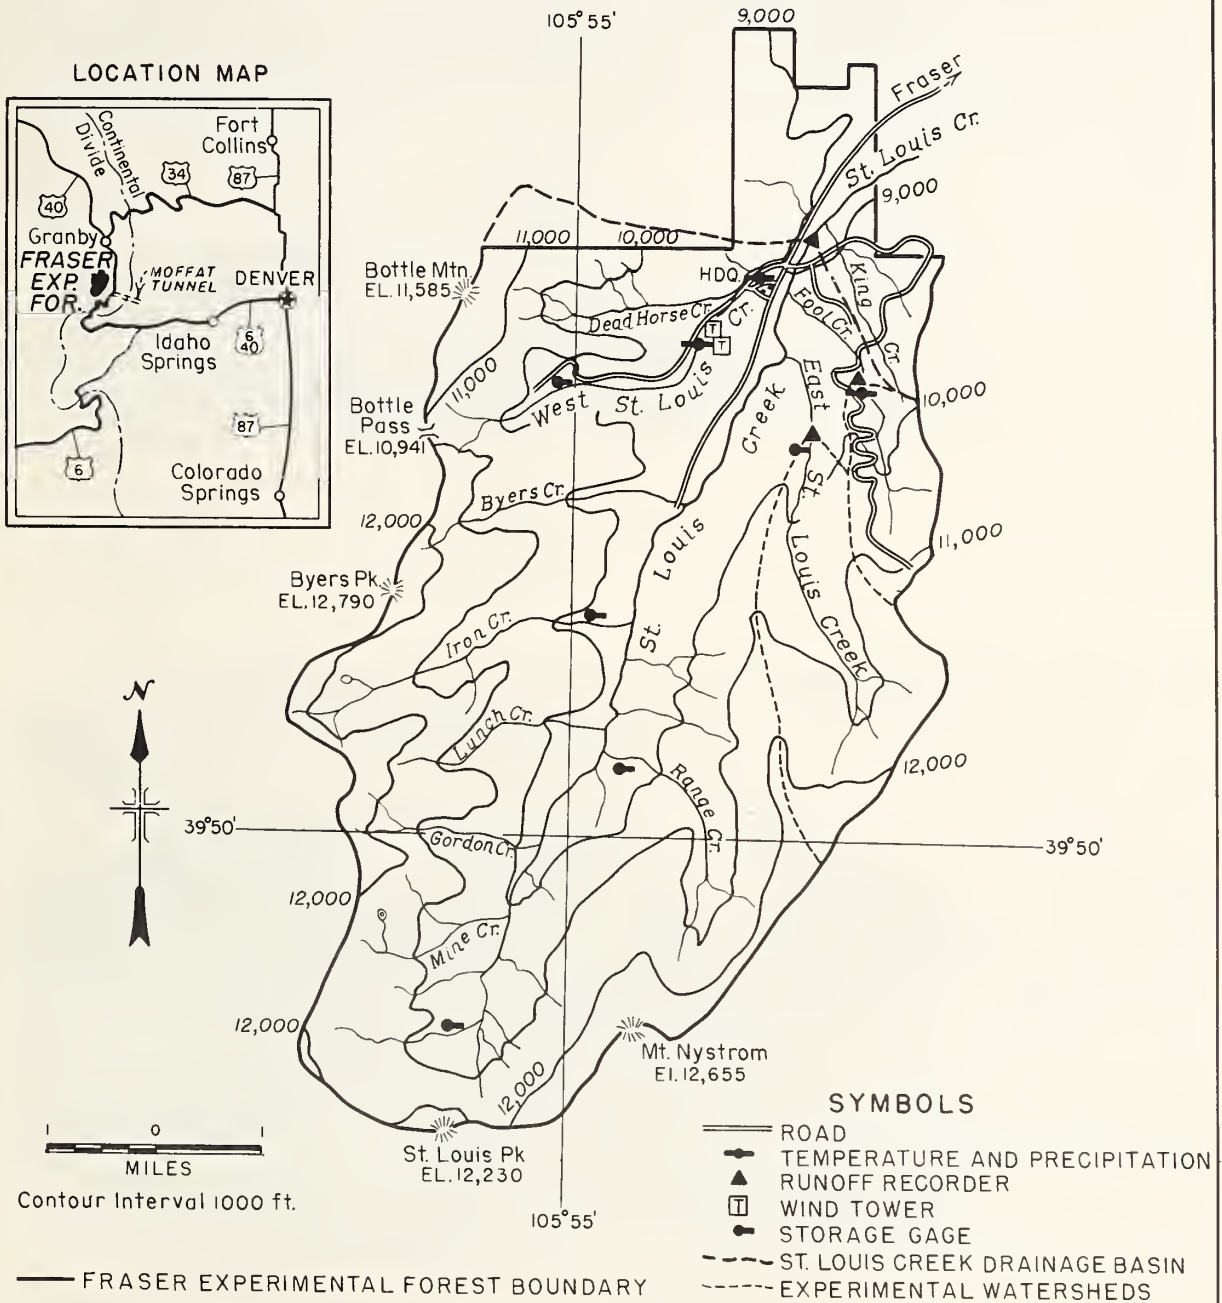 105° 55'
9,000
LOCATION MAP
Fort
Collins
Continental
Divide
34
87
40
Granby
FRASER
EXP.
FOR.
MOFFAT
TUNNEL
DENVER
Idaho
Springs
6
40
87
6
Colorado
Springs
Fraser
St. Louis Cr.
9,000
11,000
10,000
Bottle Mtn.
EL. 11,585
HDQ.
King
Cr.
Fool Cr.
Dead Horse Cr.
T
T
11,000
West St. Louis Cr.
Bottle
Pass
EL. 10,941
10,000
East St. Louis Creek
St. Louis Creek
Byers Cr.
12,000
11,000
Byers Pk.
EL. 12,790
Iron Cr.
N
Lunch Cr.
12,000
Range Cr.
39° 50'
Gordon Cr.
39° 50'
12,000
Mine Cr.
12,000
Mt. Nystrom
El. 12,655
12,000
St. Louis Pk
EL. 12,230
1 0 1
MILES
Contour Interval 1000 ft.
105° 55'
SYMBOLS
ROAD
TEMPERATURE AND PRECIPITATION
RUNOFF RECORDER
T WIND TOWER
STORAGE GAGE
ST. LOUIS CREEK DRAINAGE BASIN
EXPERIMENTAL WATERSHEDS
FRASER EXPERIMENTAL FOREST BOUNDARY